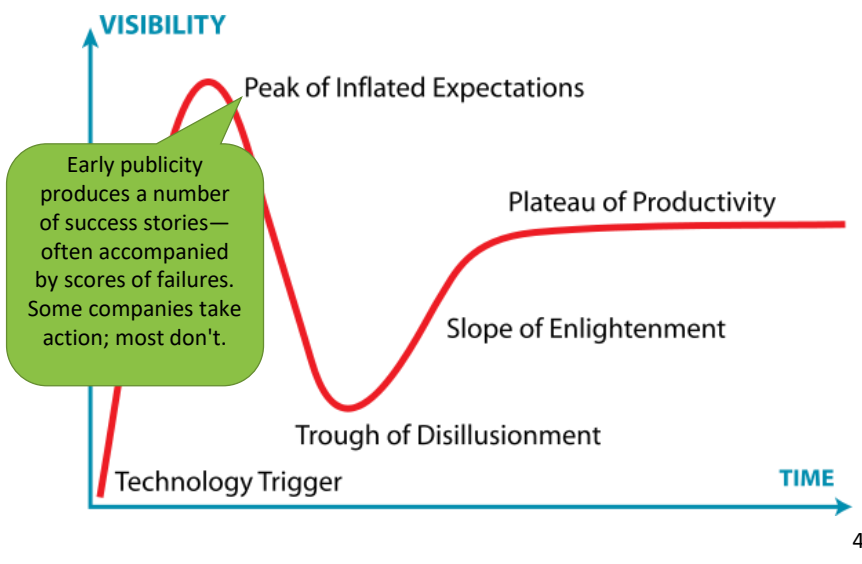 VISIBILITY
Peak of Inflated Expectations
Early publicity
produces a number
of success stories—
often accompanied
by scores of failures.
Some companies take
action; most don't.
Plateau of Productivity
Slope of Enlightenment
Trough of Disillusionment
Technology Trigger
TIME
4